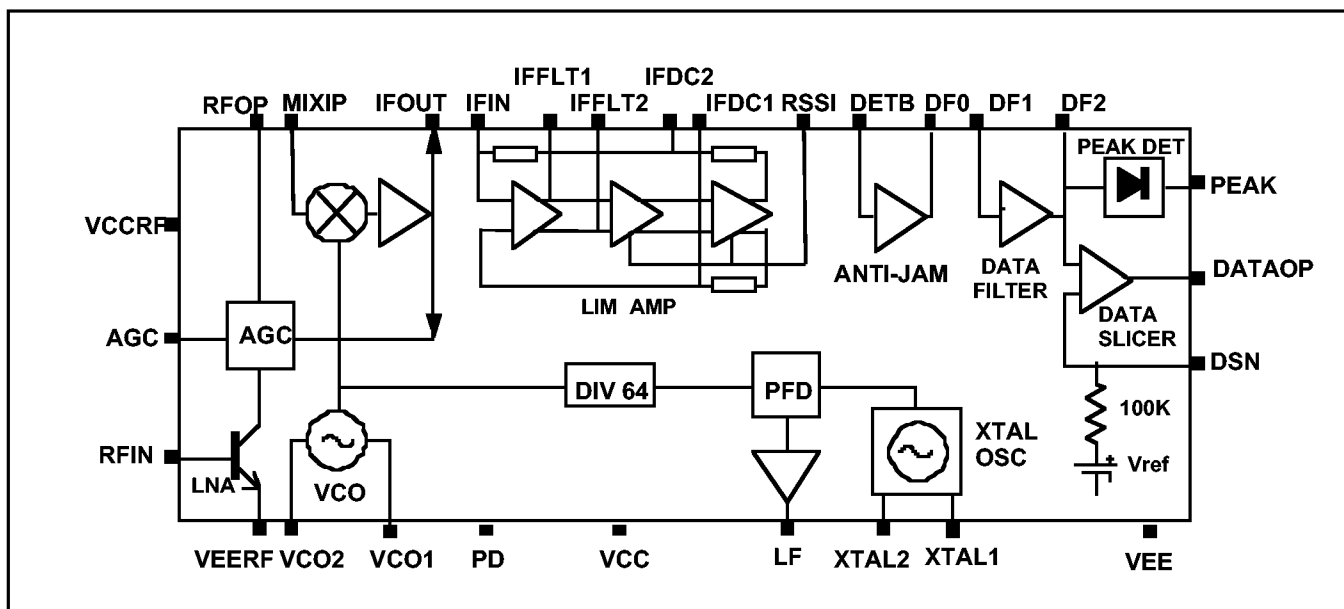 IFFLT1 IFDC2
RFOP MIXIP IFOUT IFIN IFFLT2 IFDC1 RSSI DETB DF0 DF1 DF2
PEAK DET
PEAK
VCCRF
ANTI-JAM
DATA
FILTER
DATAOP
LIM AMP
DATA
SLICER
AGC
AGC
DSN
DIV 64
PFD
100K
RFIN
XTAL
OSC
Vref
LNA
VCO
VEERF VCO2 VCO1 PD VCC LF XTAL2 XTAL1 VEE